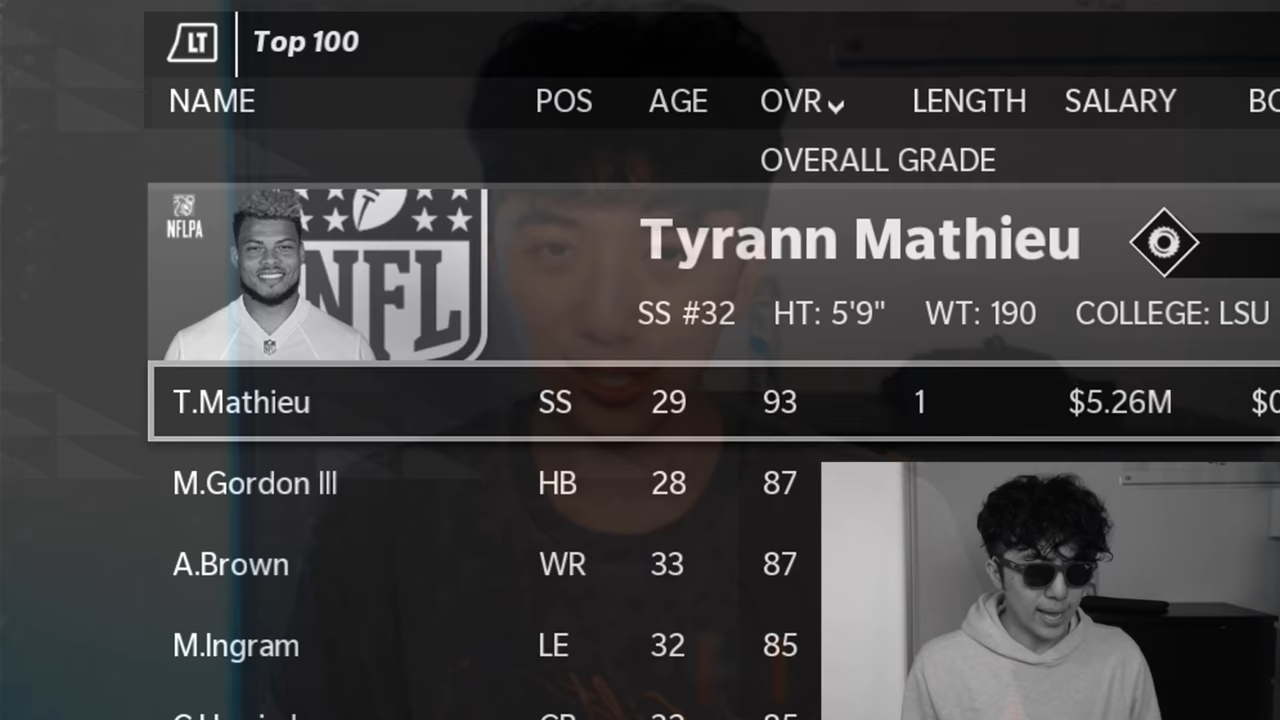 LT Top 100
NAME POS AGE OVR LENGTH SALARY
OVERALL GRADE
NFLPA
NFL
Tyrann Mathieu
SS #32 HT: 5'9" WT: 190 COLLEGE: LSU
T.Mathieu SS 29 93 1 $5.26M
M.Gordon III HB 28 87
A.Brown WR 33 87
M.Ingram LE 32 85